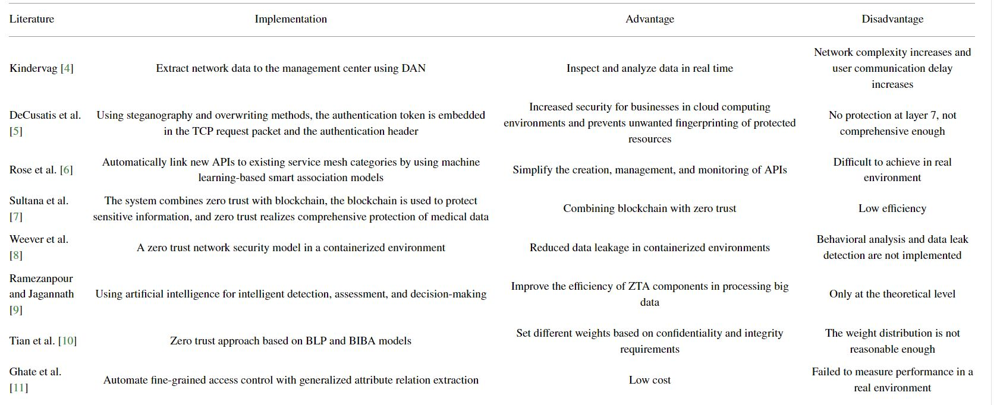 Literature Implementation Advantage Disadvantage
Kindervag [4] Extract network data to the management center using DAN Inspect and analyze data in real time Network complexity increases and
user communication delay
increases
DeCusatis et al.
[5] Using steganography and overwriting methods, the authentication token is embedded
in the TCP request packet and the authentication header Increased security for businesses in cloud computing
environments and prevents unwanted fingerprinting of protected
resources No protection at layer 7, not
comprehensive enough
Rose et al. [6] Automatically link new APIs to existing service mesh categories by using machine
learning-based smart association models Simplify the creation, management, and monitoring of APIs Difficult to achieve in real
environment
Sultana et al.
[7] The system combines zero trust with blockchain, the blockchain is used to protect
sensitive information, and zero trust realizes comprehensive protection of medical data Combining blockchain with zero trust Low efficiency
Weever et al.
[8] A zero trust network security model in a containerized environment Reduced data leakage in containerized environments Behavioral analysis and data leak
detection are not implemented
Ramezanpour
and Jagannath
[9] Using artificial intelligence for intelligent detection, assessment, and decision-making Improve the efficiency of ZTA components in processing big
data Only at the theoretical level
Tian et al. [10] Zero trust approach based on BLP and BIBA models Set different weights based on confidentiality and integrity
requirements The weight distribution is not
reasonable enough
Ghate et al.
[11] Automate fine-grained access control with generalized attribute relation extraction Low cost Failed to measure performance in a
real environment